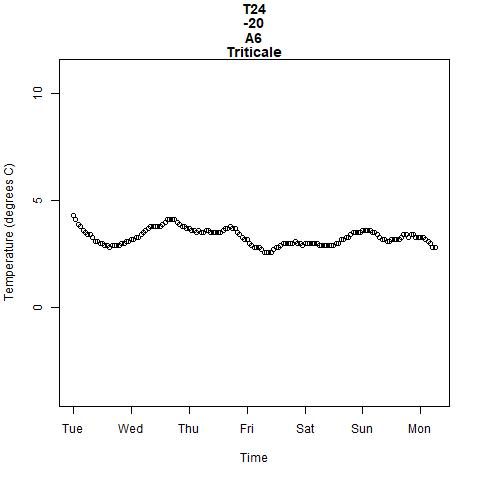 T24
-20
A6
Triticale
Temperature (degrees C)
10
5
0
Tue Wed Thu Fri Sat Sun Mon
Time